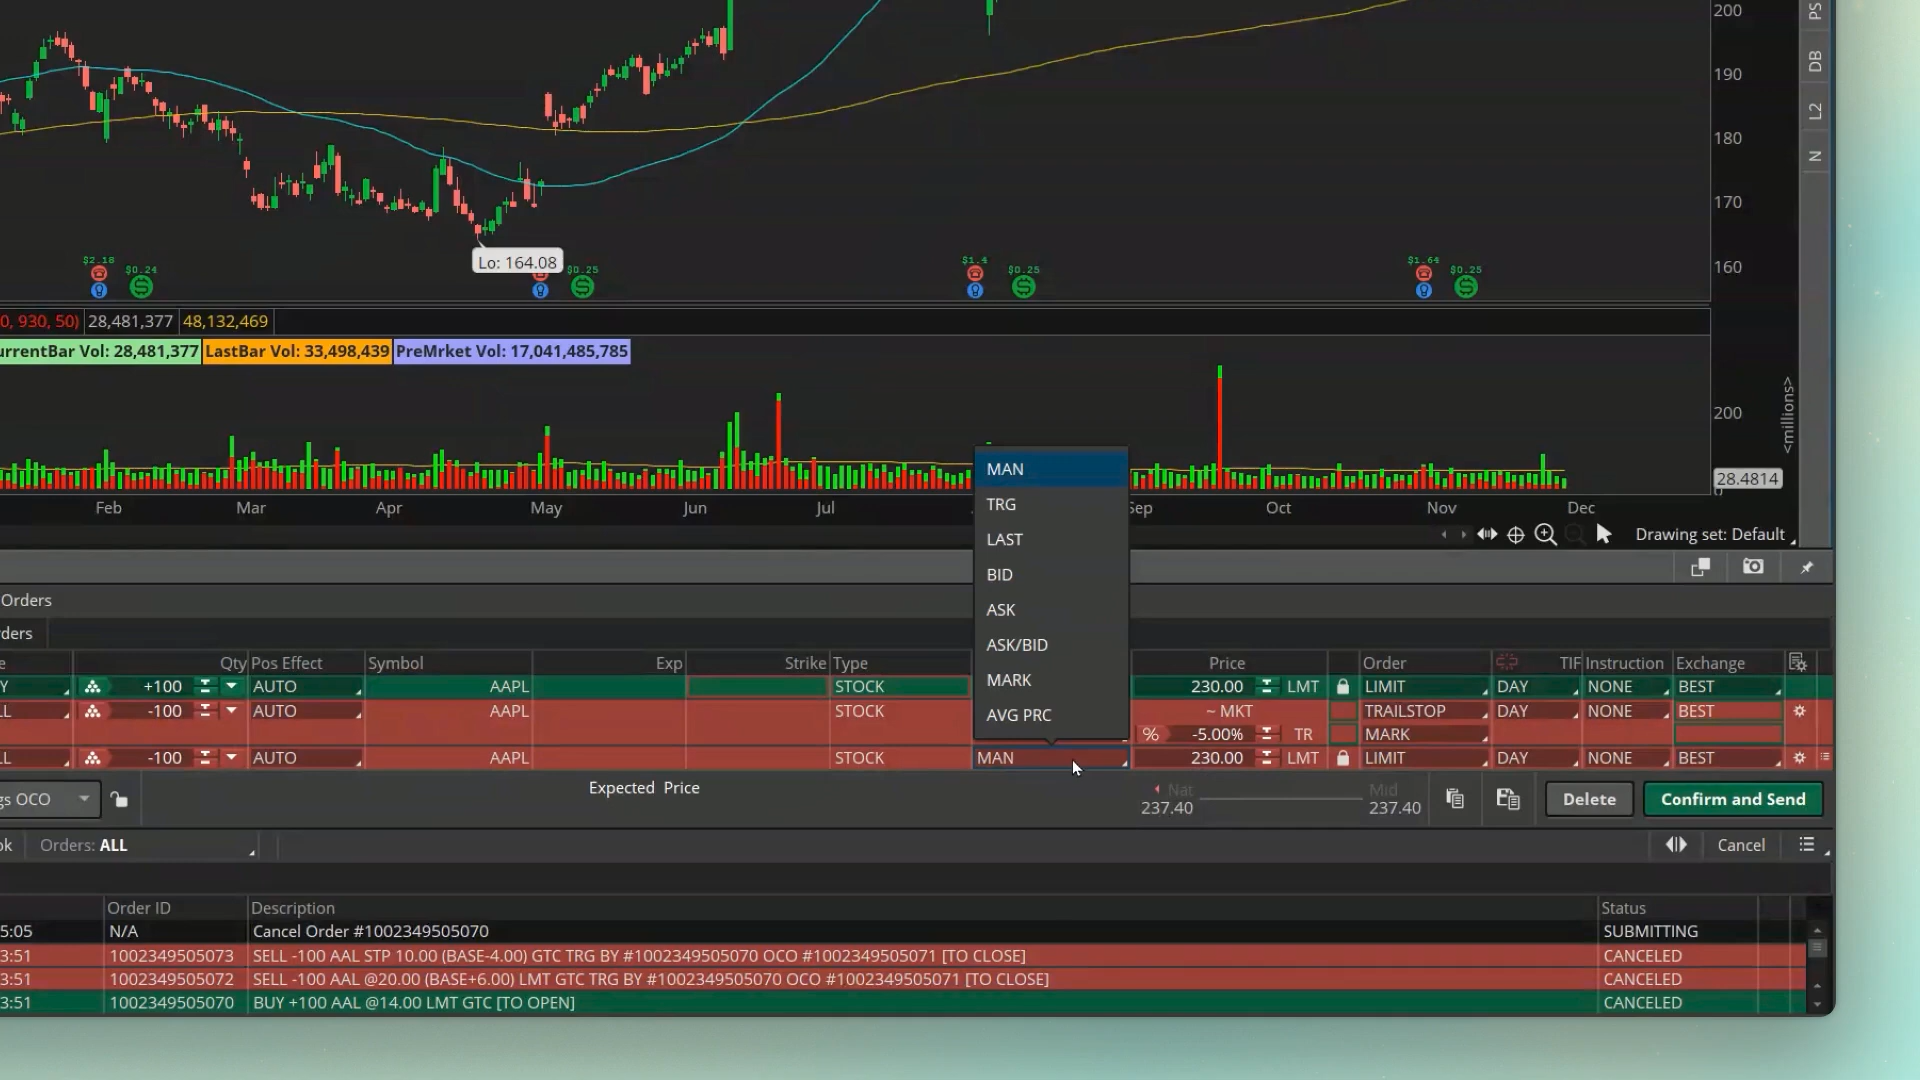 200
PS
190
DB
L2
180
N
170
Lo: 164.08
160
$2.18 $0.24 $0.25 $1.4 $0.25 $1.64 $0.25
0, 930, 50) 28,481,377 48,132,469
urrentBar Vol: 28,481,377 LastBar Vol: 33,498,439 PreMrket Vol: 17,041,485,785
<millions>
200
28.4814
0
Feb Mar Apr May Jun Jul Sep Oct Nov Dec
MAN
TRG
LAST
BID
ASK
ASK/BID
MARK
AVG PRC
Drawing set: Default
Orders
ders
e Qty Pos Effect Symbol Exp Strike Type Price Order TIF Instruction Exchange
Y +100 AUTO AAPL STOCK 230.00 LMT LIMIT DAY NONE BEST
LL -100 AUTO AAPL STOCK ~ MKT TRAILSTOP DAY NONE BEST
% -5.00% TR MARK
LL -100 AUTO AAPL STOCK MAN 230.00 LMT LIMIT DAY NONE BEST
gs OCO Expected Price Nat 237.40 Mid 237.40 Delete Confirm and Send
ok Orders: ALL Cancel
Order ID Description Status
5:05 N/A Cancel Order #1002349505070 SUBMITTING
3:51 1002349505073 SELL -100 AAL STP 10.00 (BASE-4.00) GTC TRG BY #1002349505070 OCO #1002349505071 [TO CLOSE] CANCELED
3:51 1002349505072 SELL -100 AAL @20.00 (BASE+6.00) LMT GTC TRG BY #1002349505070 OCO #1002349505071 [TO CLOSE] CANCELED
3:51 1002349505070 BUY +100 AAL @14.00 LMT GTC [TO OPEN] CANCELED